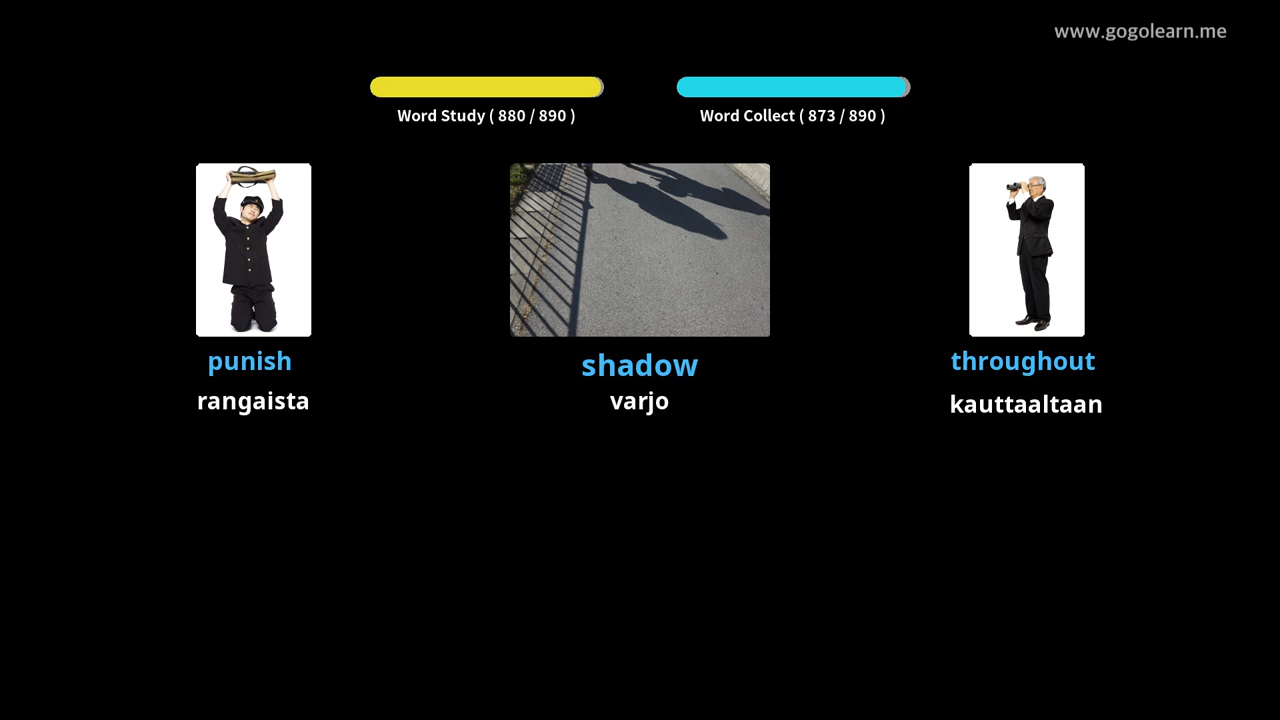 www.gogolearn.me
Word Study ( 880 / 890 )
Word Collect ( 873 / 890 )
punish
rangaista
shadow
varjo
throughout
kauttaaltaan